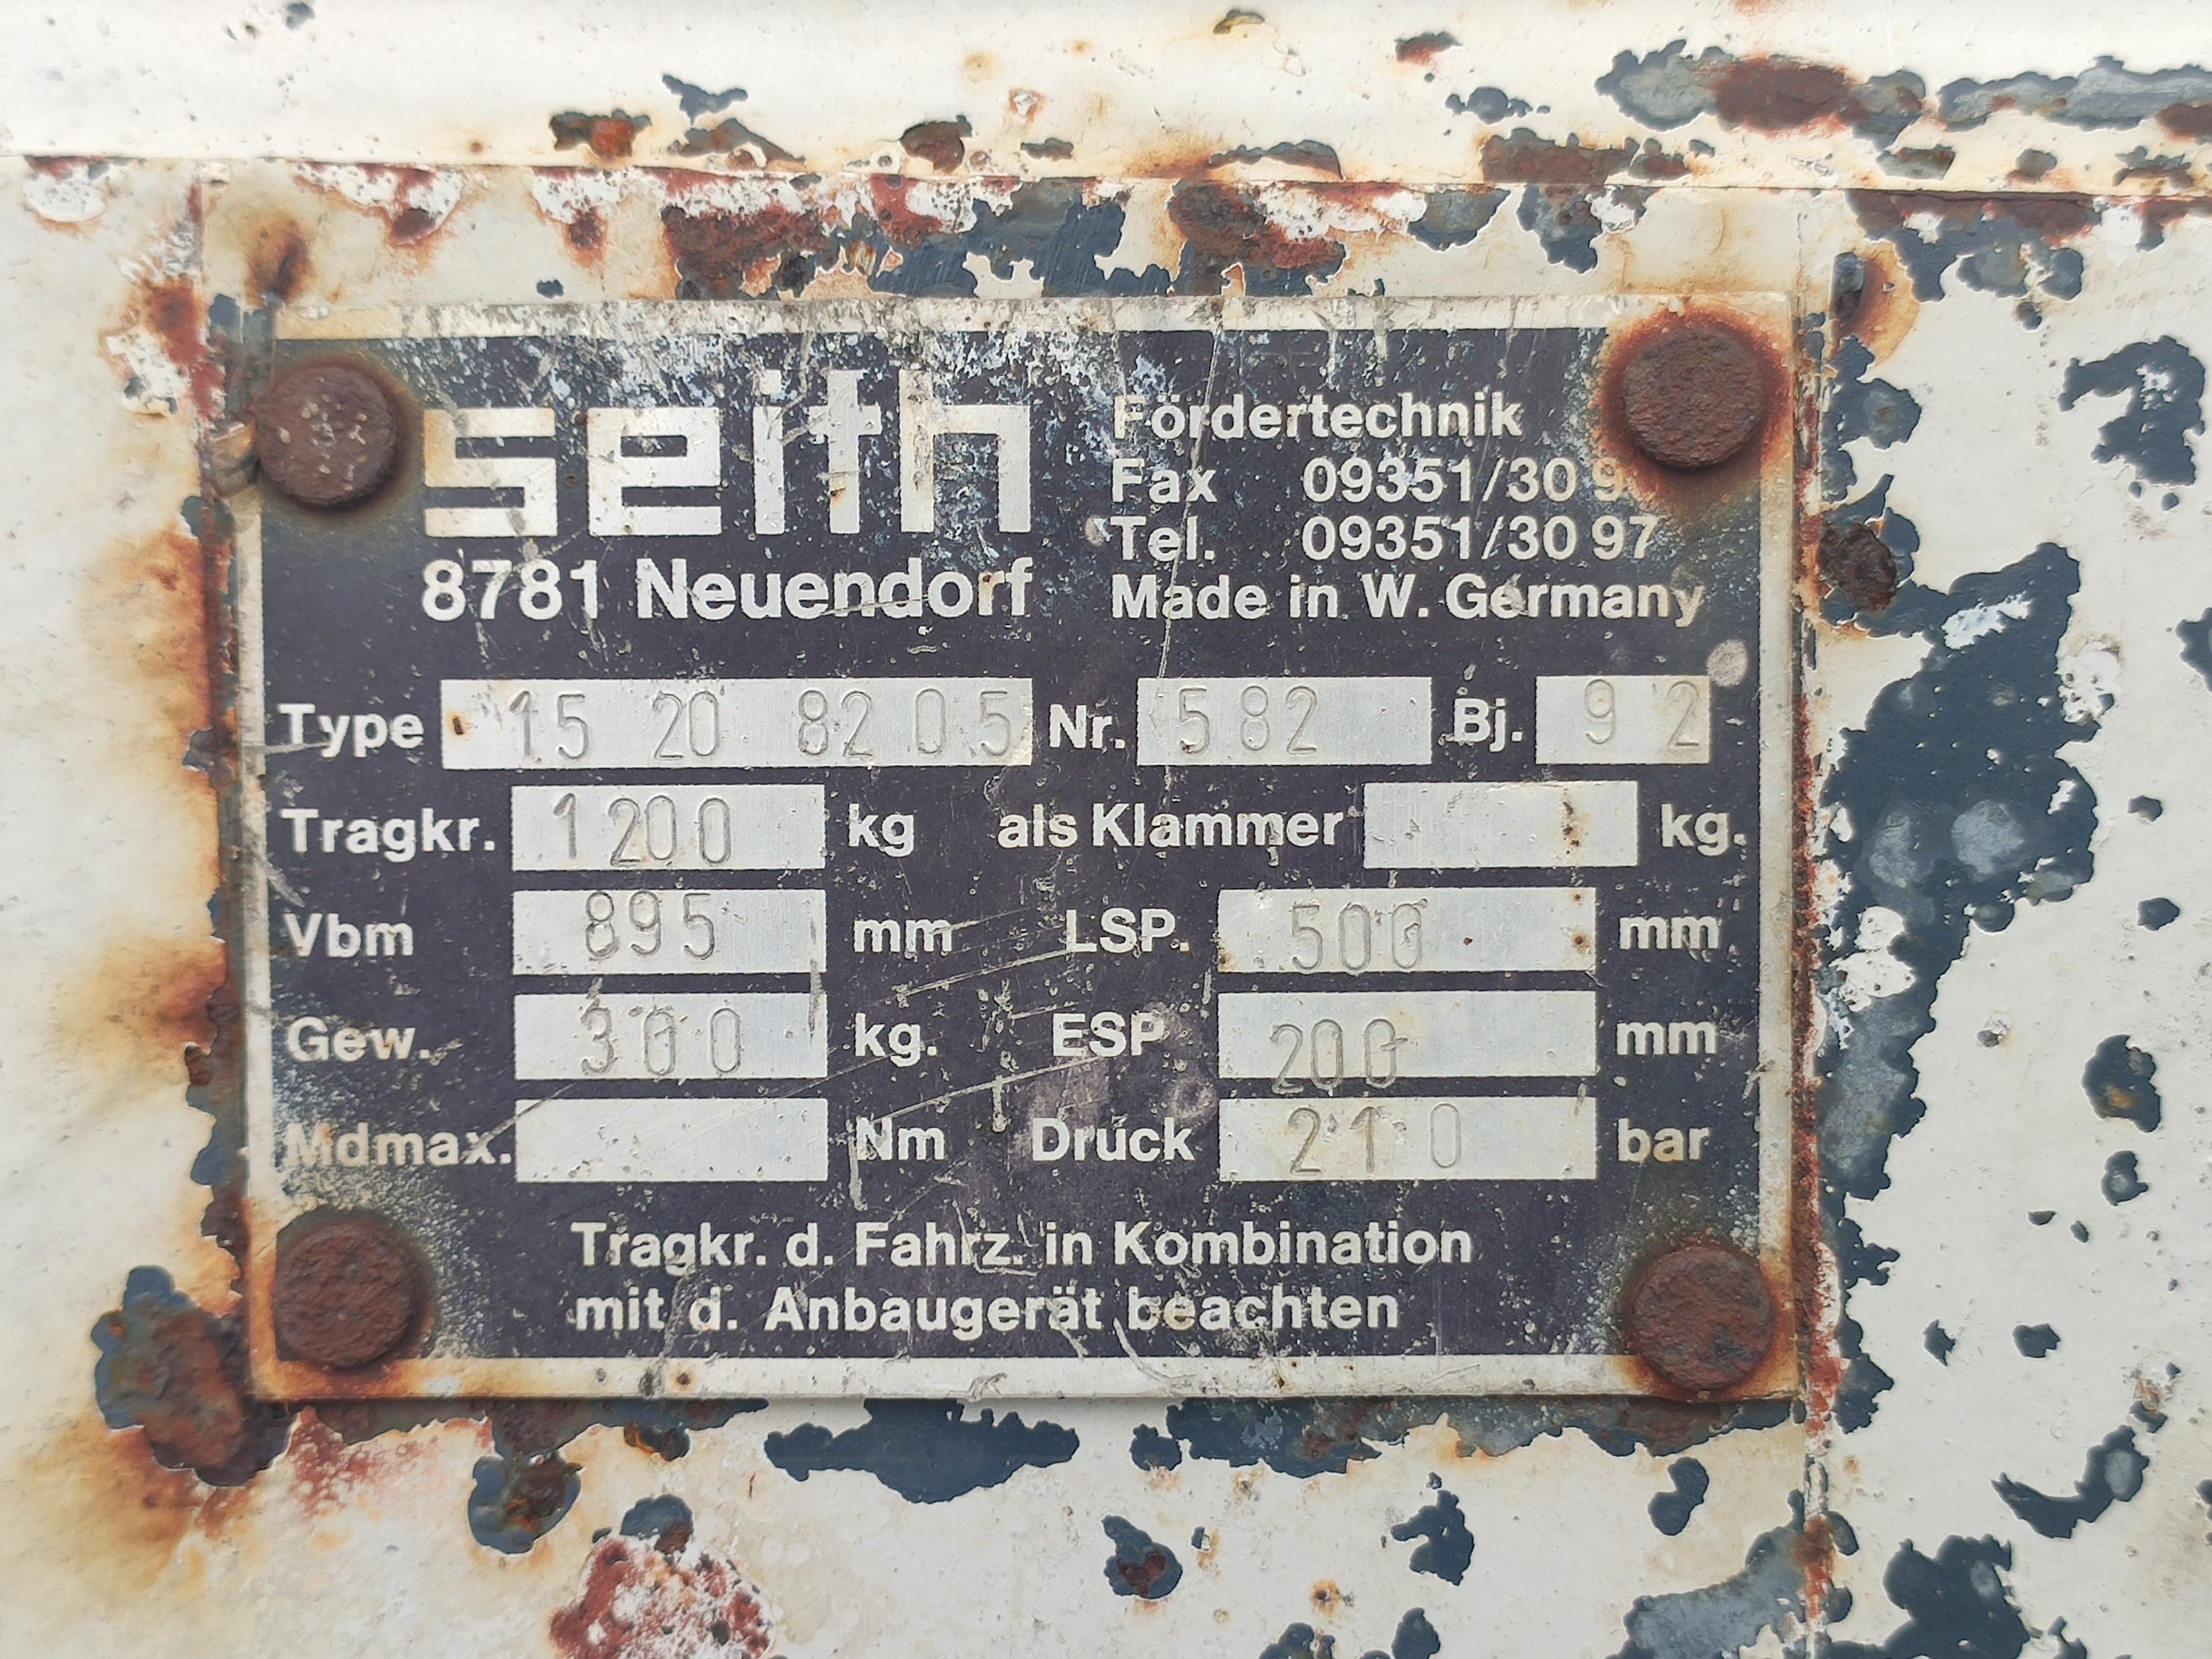 seith
8781 Neuendorf
Fördertechnik
Fax 09351/30
Tel. 09351/30 97
Made in W. Germany
Type 15 20 82 05 Nr. 582 Bj. 92
Tragkr. 1200 kg als Klammer kg.
Vbm 895 mm LSP. 500 mm
Gew. 300 kg. ESP 200 mm
Mdmax. Nm Druck 210 bar
Tragkr. d. Fahrz. in Kombination
mit d. Anbaugerät beachten